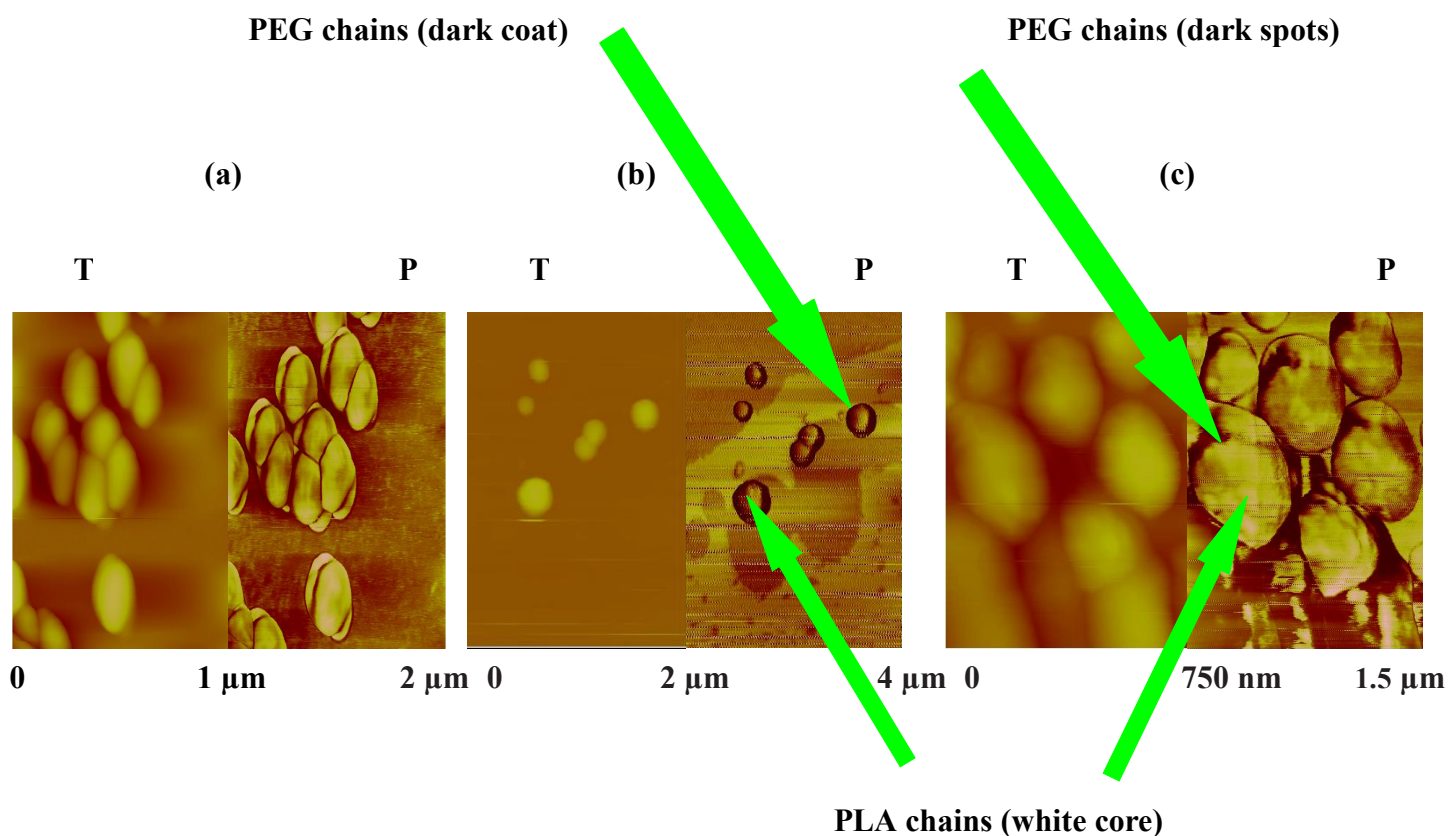 PEG chains (dark coat) PEG chains (dark spots)
(a) (b) (c)
T P T P T P
0 1 µm 2 µm 0 2 µm 4 µm 0 750 nm 1.5 µm
PLA chains (white core)